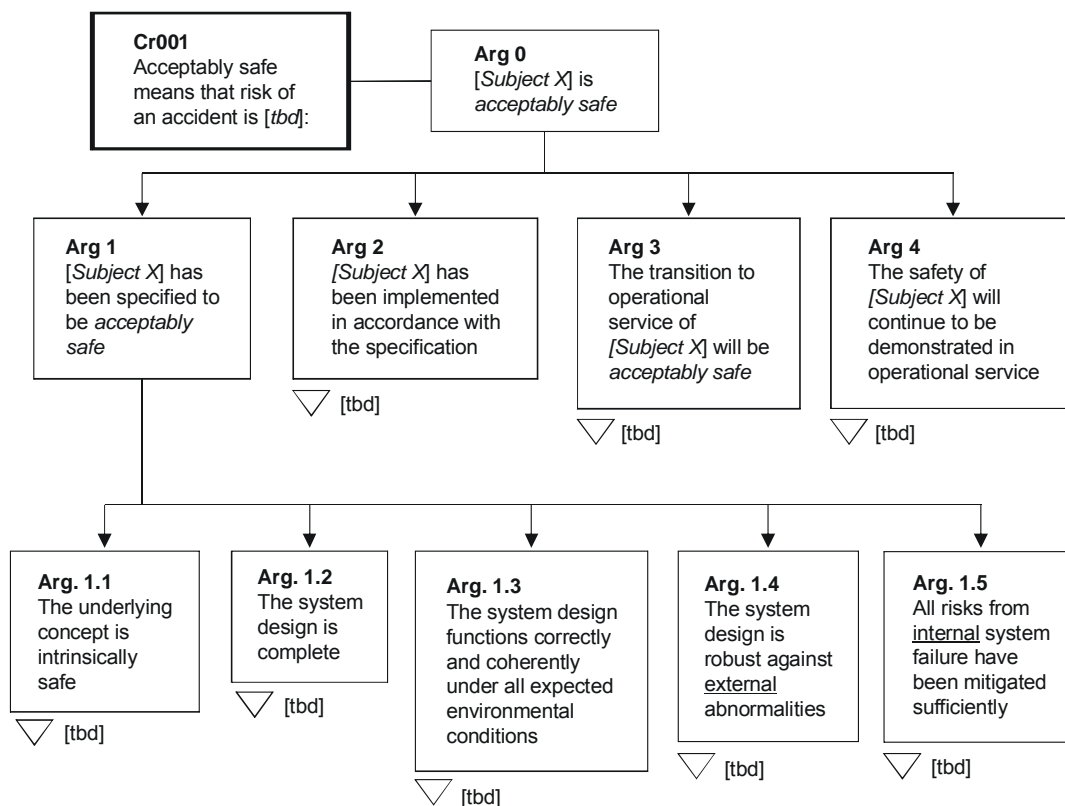 Cr001
Acceptably safe
means that risk of
an accident is [tbd]:
Arg 0
[Subject X] is
acceptably safe
Arg 1
[Subject X] has
been specified to
be acceptably
safe
Arg 2
[Subject X] has
been implemented
in accordance with
the specification
[tbd]
Arg 3
The transition to
operational
service of
[Subject X] will be
acceptably safe
[tbd]
Arg 4
The safety of
[Subject X] will
continue to be
demonstrated in
operational service
[tbd]
Arg. 1.1
The underlying
concept is
intrinsically
safe
[tbd]
Arg. 1.2
The system
design is
complete
[tbd]
Arg. 1.3
The system design
functions correctly
and coherently
under all expected
environmental
conditions
[tbd]
Arg. 1.4
The system
design is
robust against
external
abnormalities
[tbd]
Arg. 1.5
All risks from
internal system
failure have
been mitigated
sufficiently
[tbd]